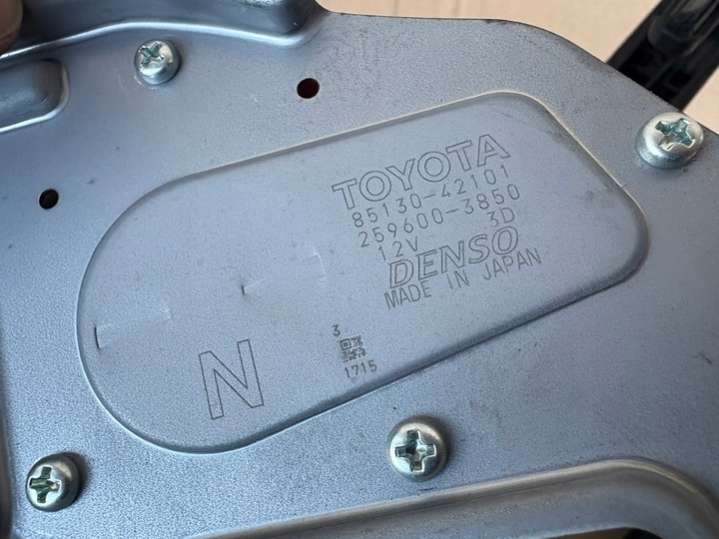 TOYOTA
85130-42101
259600-3850
12V 3D
DENSO
MADE IN JAPAN
3
1715
N